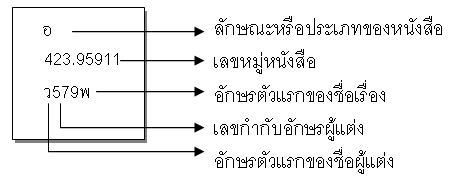 อ ลักษณะหรือประเภทของหนังสือ
423.95911 เลขหมู่หนังสือ
ว579พ อักษรตัวแรกของชื่อเรื่อง
เลขกำกับอักษรผู้แต่ง
อักษรตัวแรกของชื่อผู้แต่ง